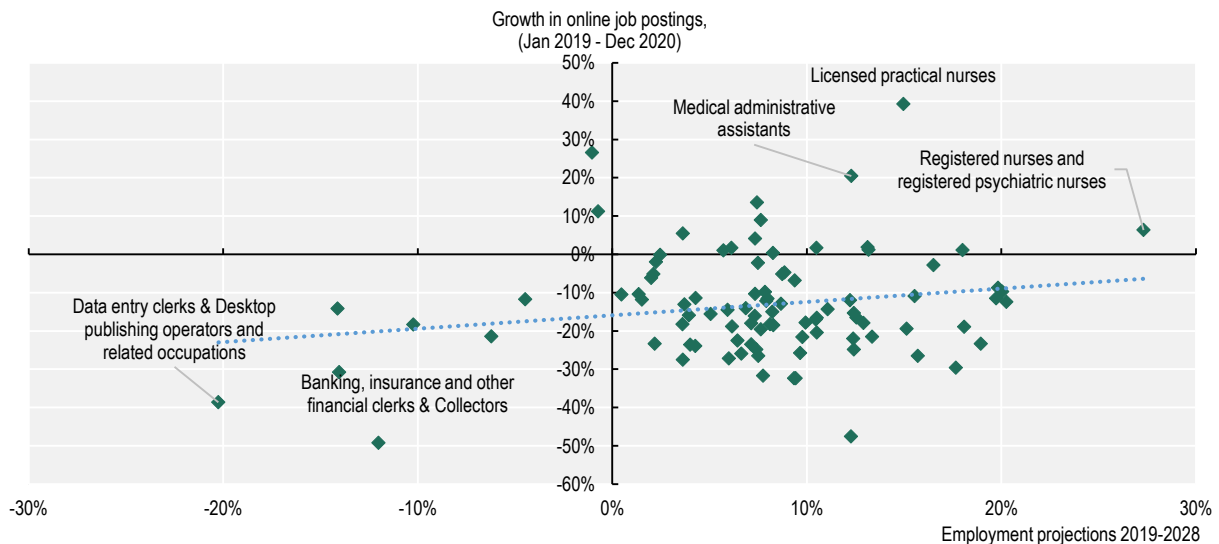 Growth in online job postings,
(Jan 2019 - Dec 2020)
50%
Licensed practical nurses
40%
Medical administrative
assistants
30%
Registered nurses and
registered psychiatric nurses
20%
10%
0%
-10%
Data entry clerks & Desktop
publishing operators and
related occupations
-20%
-30%
Banking, insurance and other
financial clerks & Collectors
-40%
-50%
-60%
-30%
-20%
-10%
0%
10%
20%
30%
Employment projections 2019-2028